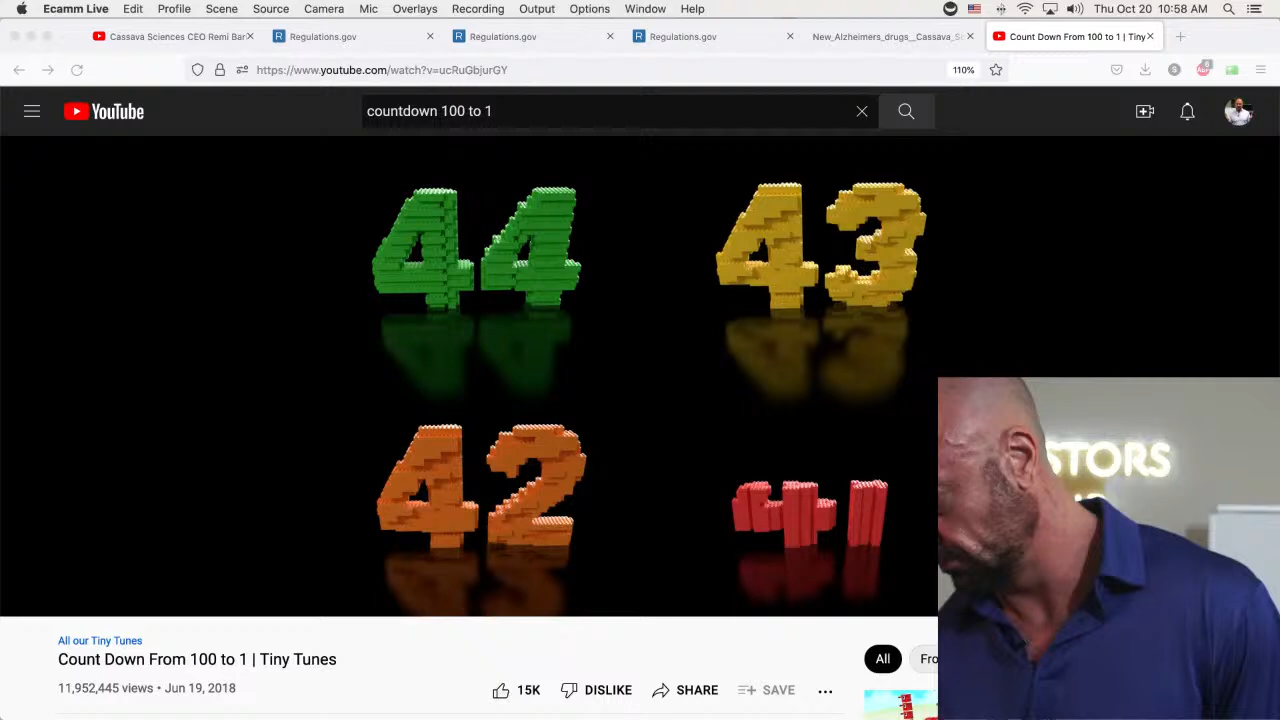 Ecamm Live Edit Profile Scene Source Camera Mic Overlays Recording Output Options Window Help Thu Oct 20 10:58 AM
Cassava Sciences CEO Remi Bar Regulations.gov Regulations.gov Regulations.gov New_Alzheimers_drugs__Cassava_S Count Down From 100 to 1 | Tiny
https://www.youtube.com/watch?v=ucRuGbjurGY 110%
YouTube countdown 100 to 1
44 43
42 41
STORS
All our Tiny Tunes
Count Down From 100 to 1 | Tiny Tunes
All Fro
11,952,445 views • Jun 19, 2018 15K DISLIKE SHARE SAVE